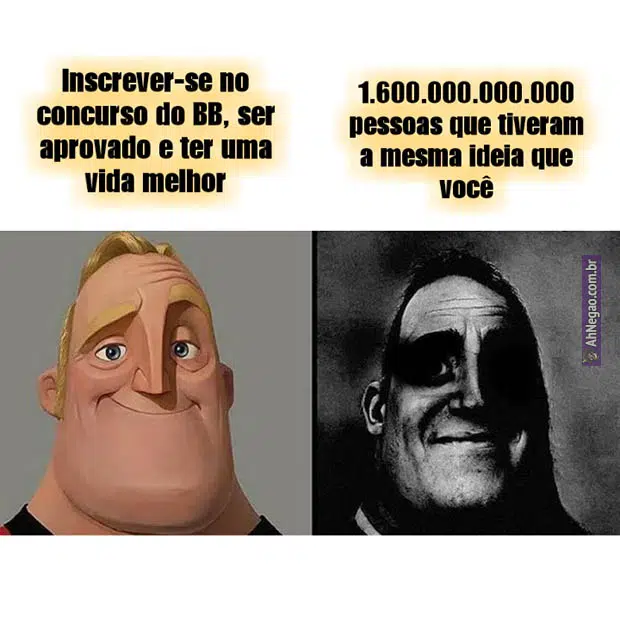 Inscrever-se no
concurso do BB, ser
aprovado e ter uma
vida melhor
1.600.000.000.000
pessoas que tiveram
a mesma ideia que
você
AhNegao.com.br